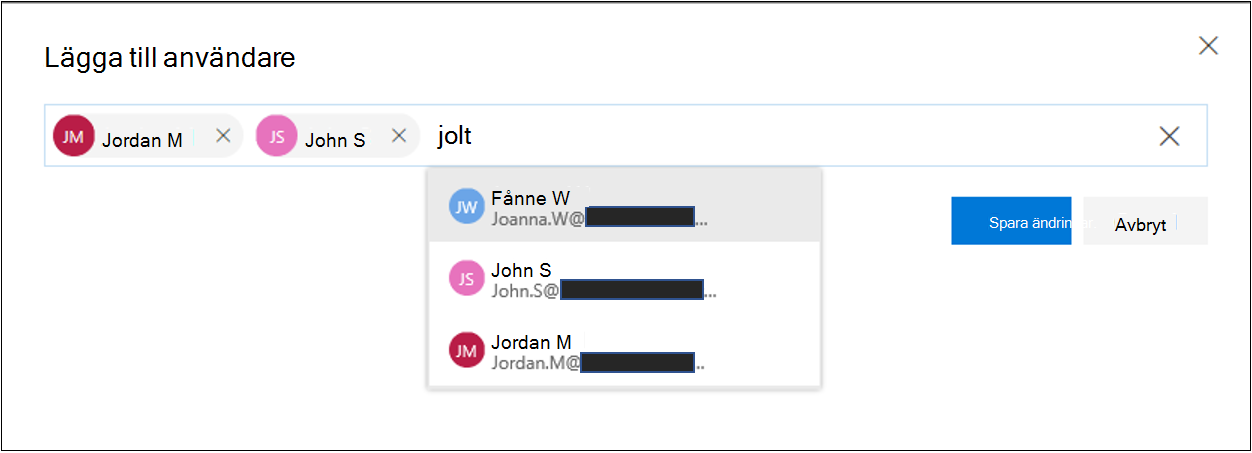 Lägga till användare
JM Jordan M JS John S jolt
JW Fånne W
Joanna.W@ ...
JS John S
John.S@ ...
JM Jordan M
Jordan.M@ ..
Spara ändringar Avbryt